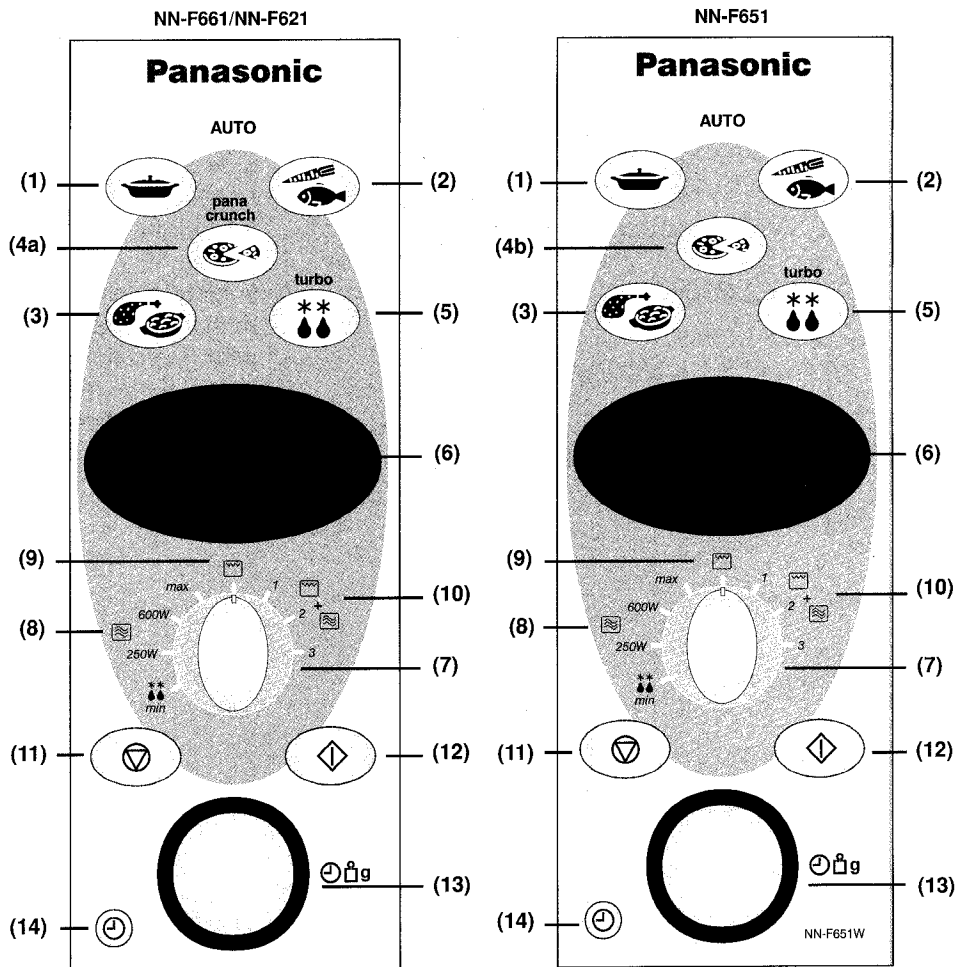 NN-F661/NN-F621
Panasonic
AUTO
(1)
(2)
pana
crunch
(4a)
turbo
(3)
(5)
(6)
(9)
max
1
(10)
600W
+
2
(8)
250W
3
(7)
min
(11)
(12)
g
(13)
(14)
NN-F651
Panasonic
AUTO
(1)
(2)
(4b)
turbo
(3)
(5)
(6)
(9)
max
1
(10)
600W
+
2
(8)
250W
3
(7)
min
(11)
(12)
g
(13)
(14)
NN-F651W